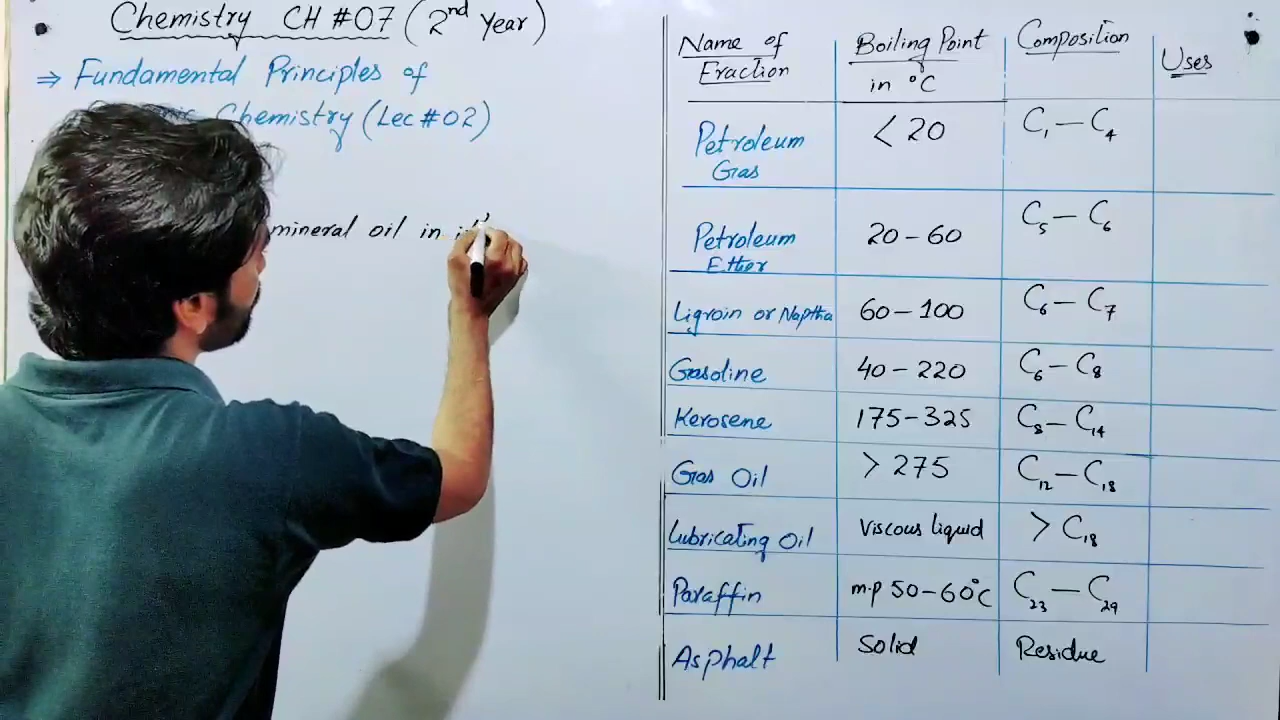 Chemistry CH #07 (2nd Year)
⇒ Fundamental Principles of
Chemistry (Lec # 02)
mineral oil in
Name of Fraction | Boiling Point in °C | Composition | Uses
Petroleum Gas | < 20 | C1 – C4
Petroleum Ether | 20 – 60 | C5 – C6
Ligroin or Naptha | 60 – 100 | C6 – C7
Gasoline | 40 – 220 | C6 – C8
Kerosene | 175 – 325 | C8 – C14
Gas Oil | > 275 | C12 – C18
Lubricating Oil | Viscous liquid | > C18
Paraffin | m.p 50 – 60°C | C23 – C29
Asphalt | Solid | Residue